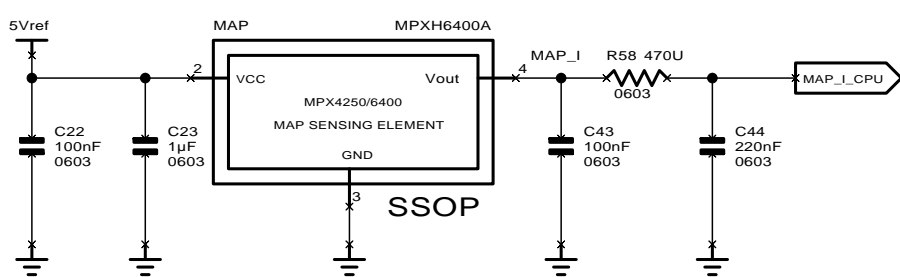 5Vref
MAP
MPXH6400A
2
VCC
Vout
4
MPX4250/6400
MAP SENSING ELEMENT
GND
3
SSOP
MAP_I
R58 470U
0603
MAP_I_CPU
C22
100nF
0603
C23
1µF
0603
C43
100nF
0603
C44
220nF
0603